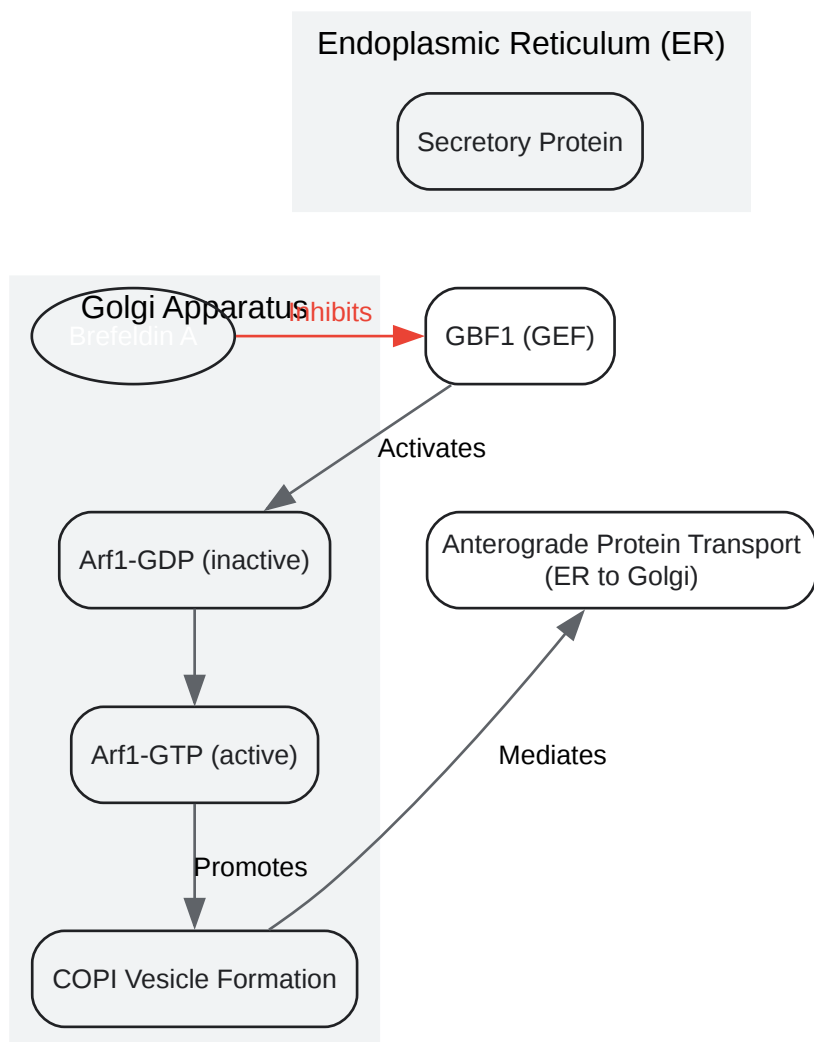 Endoplasmic Reticulum (ER)
Secretory Protein
Golgi Apparatus
Inhibits
Brefeldin A
GBF1 (GEF)
Activates
Arf1-GDP (inactive)
Anterograde Protein Transport
(ER to Golgi)
Arf1-GTP (active)
Mediates
Promotes
COPI Vesicle Formation